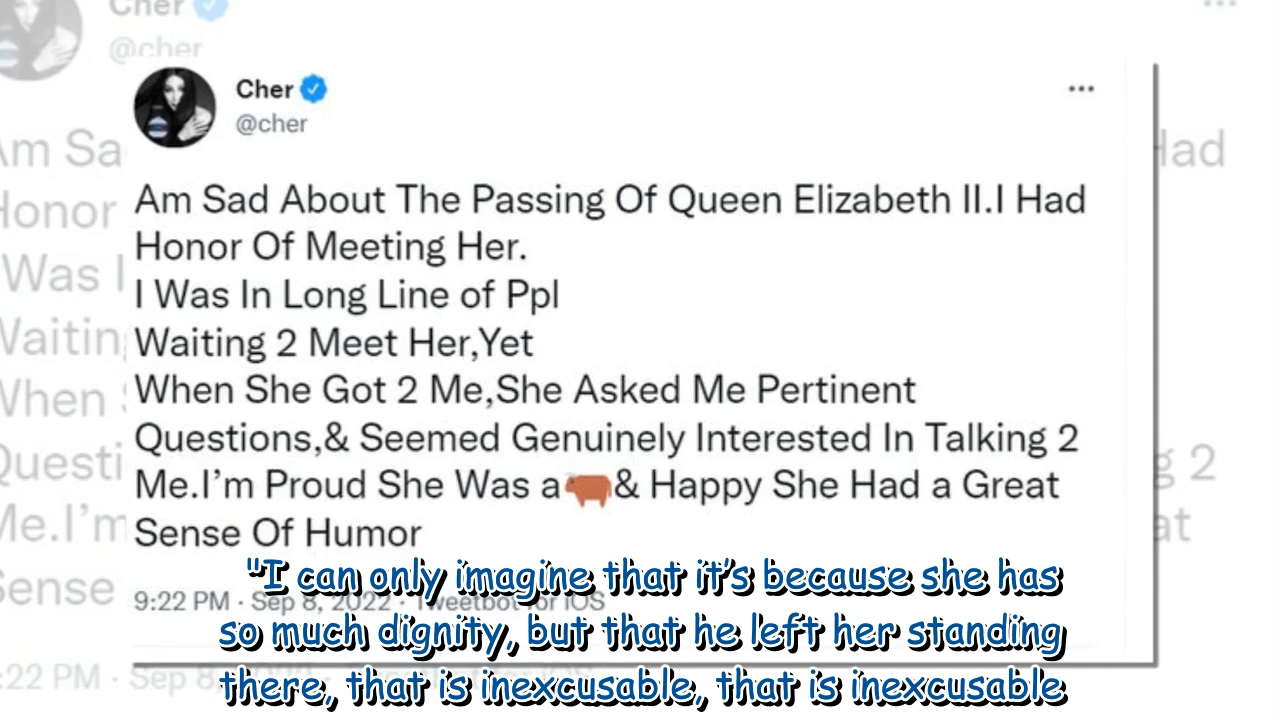 Cher
@cher
Am Sad About The Passing Of Queen Elizabeth II.I Had
Honor Of Meeting Her.
I Was In Long Line of Ppl
Waiting 2 Meet Her,Yet
When She Got 2 Me,She Asked Me Pertinent
Questions,& Seemed Genuinely Interested In Talking 2
Me.I'm Proud She Was a🐂& Happy She Had a Great
Sense Of Humor
9:22 PM · Sep 8, 2022 · Tweetbot for iOS
"I can only imagine that it's because she has
so much dignity, but that he left her standing
there, that is inexcusable, that is inexcusable